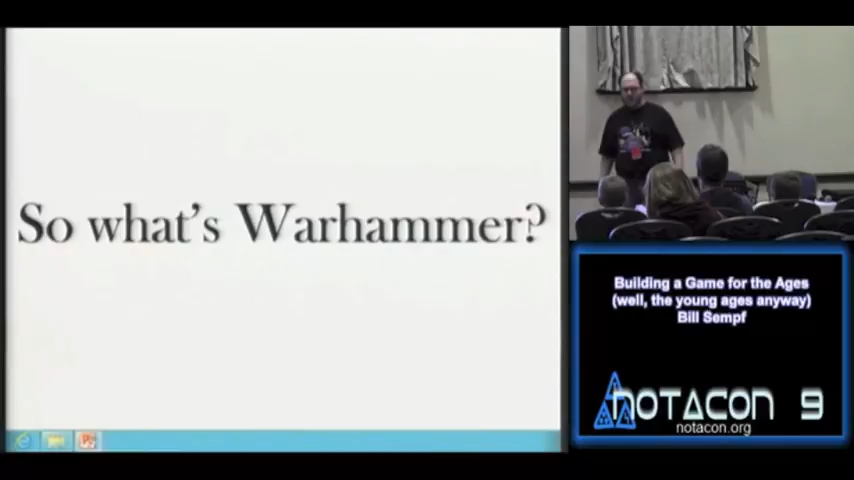 So what's Warhammer?
Building a Game for the Ages
(well, the young ages anyway)
Bill Sempf
NOTACON 9
notacon.org